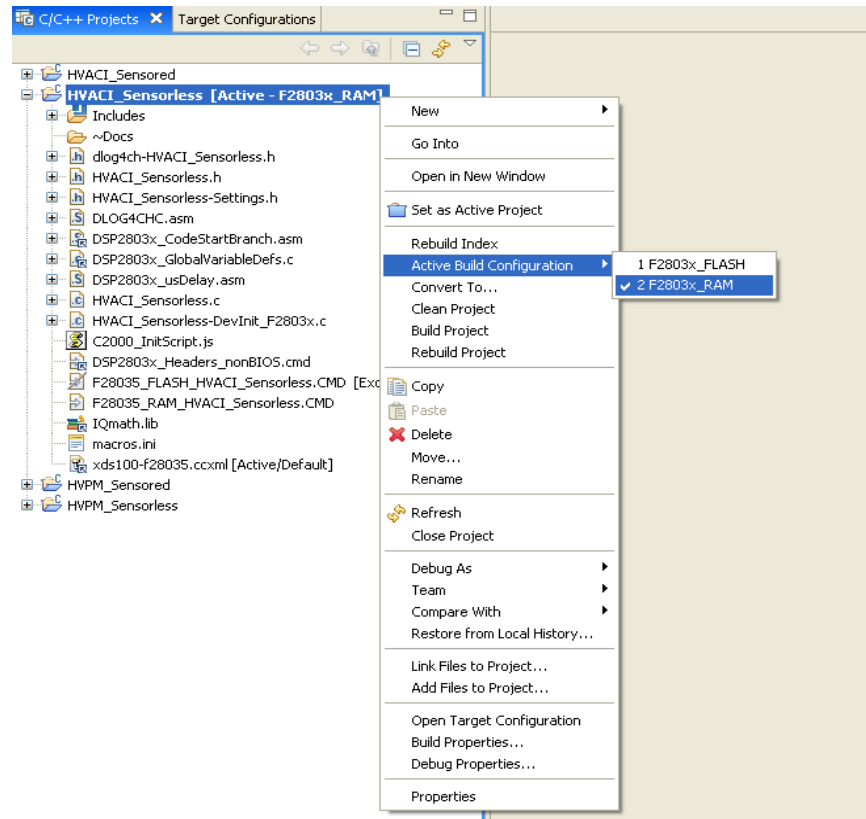 C/C++ Projects
Target Configurations
HVACI_Sensored
HVACI_Sensorless [Active - F2803x_RAM]
Includes
~Docs
dlog4ch-HVACI_Sensorless.h
HVACI_Sensorless.h
HVACI_Sensorless-Settings.h
DLOG4CHC.asm
DSP2803x_CodeStartBranch.asm
DSP2803x_GlobalVariableDefs.c
DSP2803x_usDelay.asm
HVACI_Sensorless.c
HVACI_Sensorless-DevInit_F2803x.c
C2000_InitScript.js
DSP2803x_Headers_nonBIOS.cmd
F28035_FLASH_HVACI_Sensorless.CMD [Exc
F28035_RAM_HVACI_Sensorless.CMD
IQmath.lib
macros.ini
xds100-f28035.ccxml [Active/Default]
HVPM_Sensored
HVPM_Sensorless
New
Go Into
Open in New Window
Set as Active Project
Rebuild Index
Active Build Configuration
Convert To...
Clean Project
Build Project
Rebuild Project
Copy
Paste
Delete
Move...
Rename
Refresh
Close Project
Debug As
Team
Compare With
Restore from Local History...
Link Files to Project...
Add Files to Project...
Open Target Configuration
Build Properties...
Debug Properties...
Properties
1 F2803x_FLASH
2 F2803x_RAM